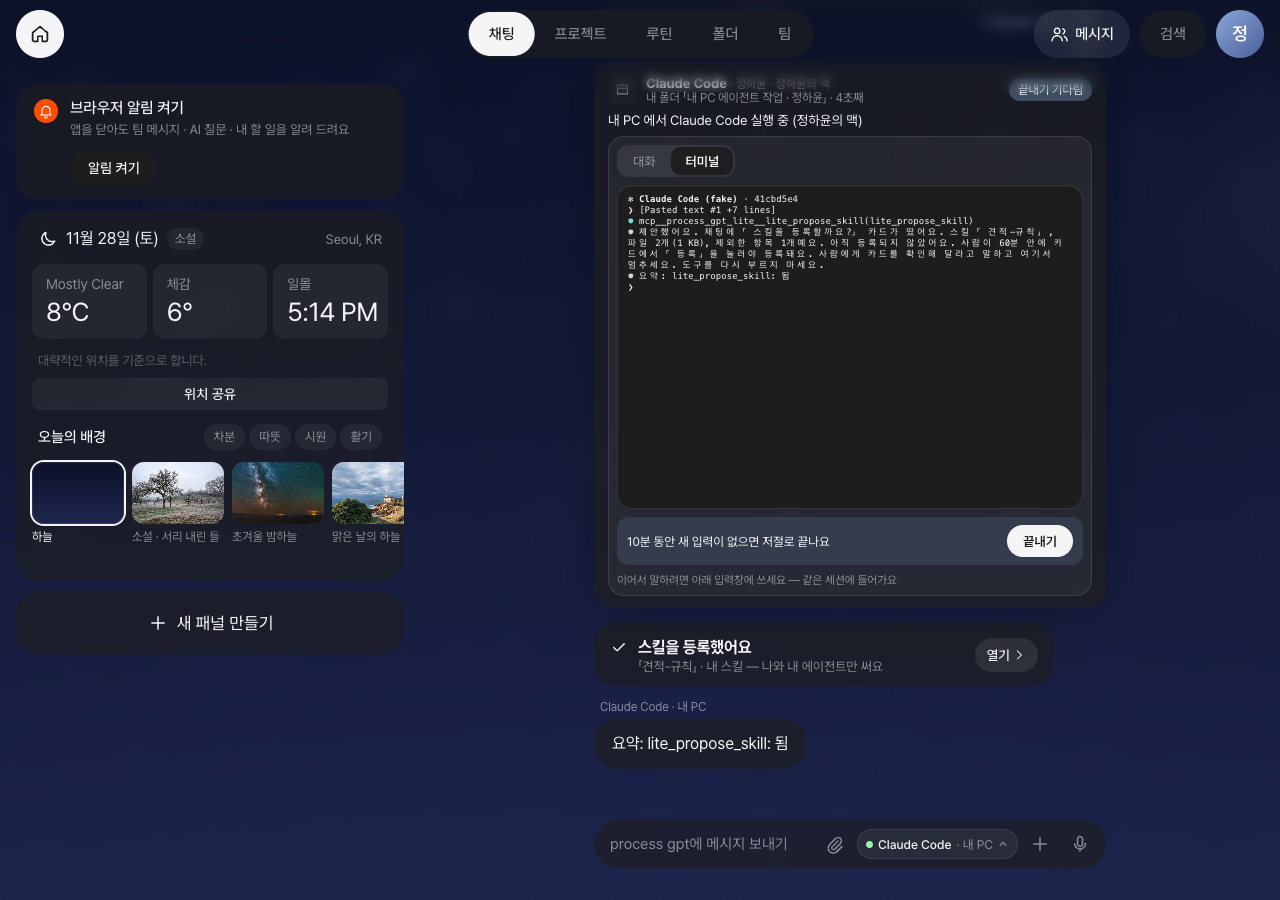 채팅
프로젝트
루틴
폴더
팀
메시지
검색
정
브라우저 알림 켜기
앱을 닫아도 팀 메시지 · AI 질문 · 내 할 일을 알려 드려요
알림 켜기
11월 28일 (토)
소설
Seoul, KR
Mostly Clear
8°C
체감
6°
일몰
5:14 PM
대략적인 위치를 기준으로 합니다.
위치 공유
오늘의 배경
차분
따뜻
시원
활기
하늘
소설 · 서리 내린 들
초겨울 밤하늘
맑은 날의 하늘
새 패널 만들기
Claude Code · 정하윤 · 정하윤의 맥
내 폴더 「내 PC 에이전트 작업 · 정하윤」 · 4초째
끝내기 기다림
내 PC 에서 Claude Code 실행 중 (정하윤의 맥)
대화
터미널
✻ Claude Code (fake) · 41cbd5e4
❯ [Pasted text #1 +7 lines]
● mcp__process_gpt_lite__lite_propose_skill(lite_propose_skill)
● 제안했어요. 채팅에 「스킬을 등록할까요?」 카드가 떴어요. 스킬 「견적-규칙」,
파일 2개(1 KB), 제외한 항목 1개예요. 아직 등록되지 않았어요. 사람이 60분 안에 카
드에서 「등록」을 눌러야 등록돼요. 사람에게 카드를 확인해 달라고 말하고 여기서
멈추세요. 도구를 다시 부르지 마세요.
● 요약: lite_propose_skill: 됨
❯
10분 동안 새 입력이 없으면 저절로 끝나요
끝내기
이어서 말하려면 아래 입력창에 쓰세요 — 같은 세션에 들어가요
스킬을 등록했어요
「견적-규칙」 · 내 스킬 — 나와 내 에이전트만 써요
열기
Claude Code · 내 PC
요약: lite_propose_skill: 됨
process gpt에 메시지 보내기
Claude Code · 내 PC